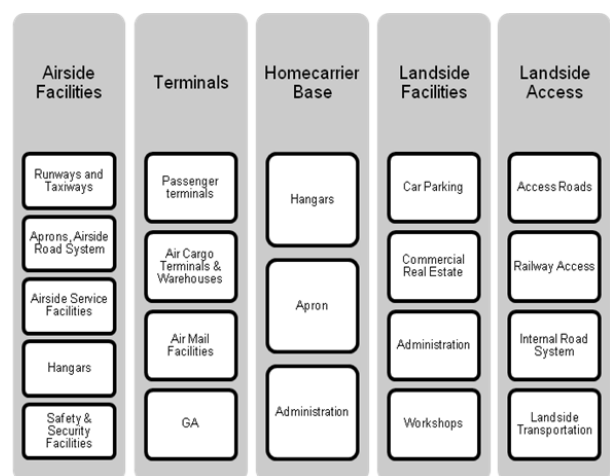 Airside
Facilities
Runways and
Taxiways
Aprons, Airside
Road System
Airside Service
Facilities
Hangars
Safety &
Security
Facilities
Terminals
Passenger
terminals
Air Cargo
Terminals &
Warehouses
Air Mail
Facilities
GA
Homecarrier
Base
Hangars
Apron
Administration
Landside
Facilities
Car Parking
Commercial
Real Estate
Administration
Workshops
Landside
Access
Access Roads
Railway Access
Internal Road
System
Landside
Transportation